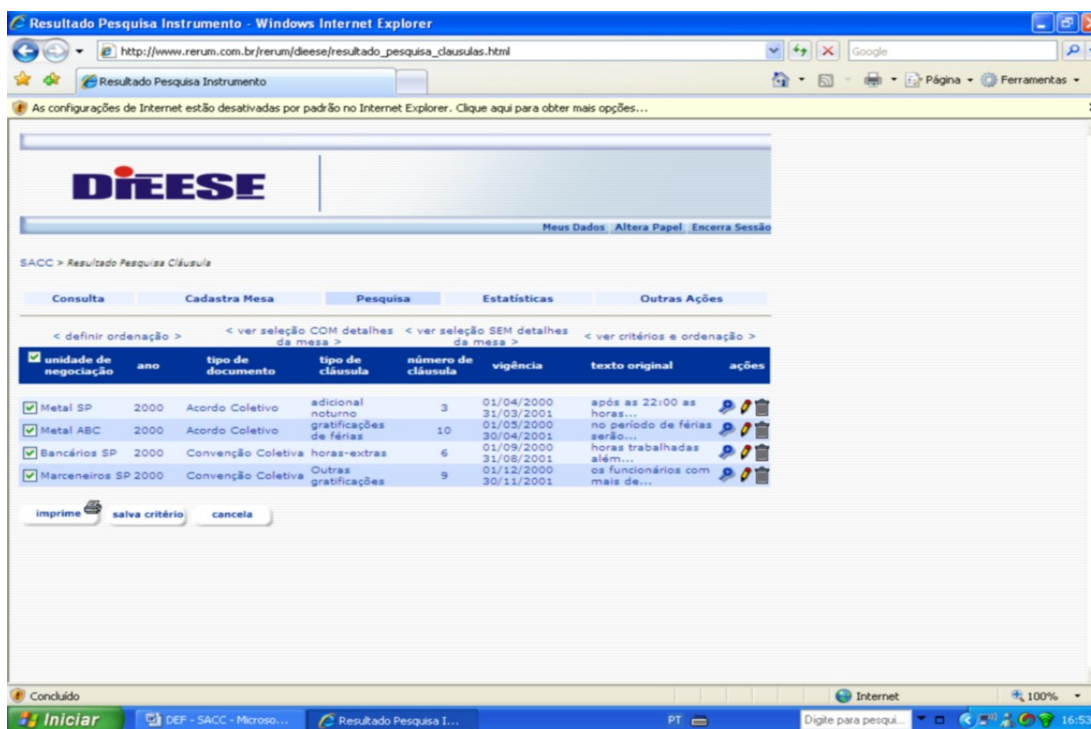 Resultado Pesquisa Instrumento - Windows Internet Explorer
http://www.rerum.com.br/rerum/dieese/resultado_pesquisa_clausulas.html
Google
Resultado Pesquisa Instrumento
Página
Ferramentas
As configurações de Internet estão desativadas por padrão no Internet Explorer. Clique aqui para obter mais opções...
DIEESE
Meus Dados Altera Papel Encerra Sessão
SACC > Resultado Pesquisa Cláusula
Consulta Cadastra Mesa Pesquisa Estatísticas Outras Ações
< definir ordenação >
< ver seleção COM detalhes
da mesa >
< ver seleção SEM detalhes
da mesa >
< ver critérios e ordenação >
unidade de
negociação
ano
tipo de
documento
tipo de
cláusula
número de
cláusula
vigência
texto original
ações
Metal SP 2000 Acordo Coletivo
adicional
noturno
3
01/04/2000
31/03/2001
após as 22:00 as
horas...
Metal ABC 2000 Acordo Coletivo
gratificações
de férias
10
01/05/2000
30/04/2001
no período de férias
serão...
Bancários SP 2000 Convenção Coletiva horas-extras 6
01/09/2000
31/08/2001
horas trabalhadas
além...
Marceneiros SP 2000 Convenção Coletiva
Outras
gratificações
9
01/12/2000
30/11/2001
os funcionários com
mais de...
imprime salva critério cancela
Concluído
Internet
100%
Iniciar
DEF - SACC - Microso...
Resultado Pesquisa I...
PT
Digite para pesqui...
16:53